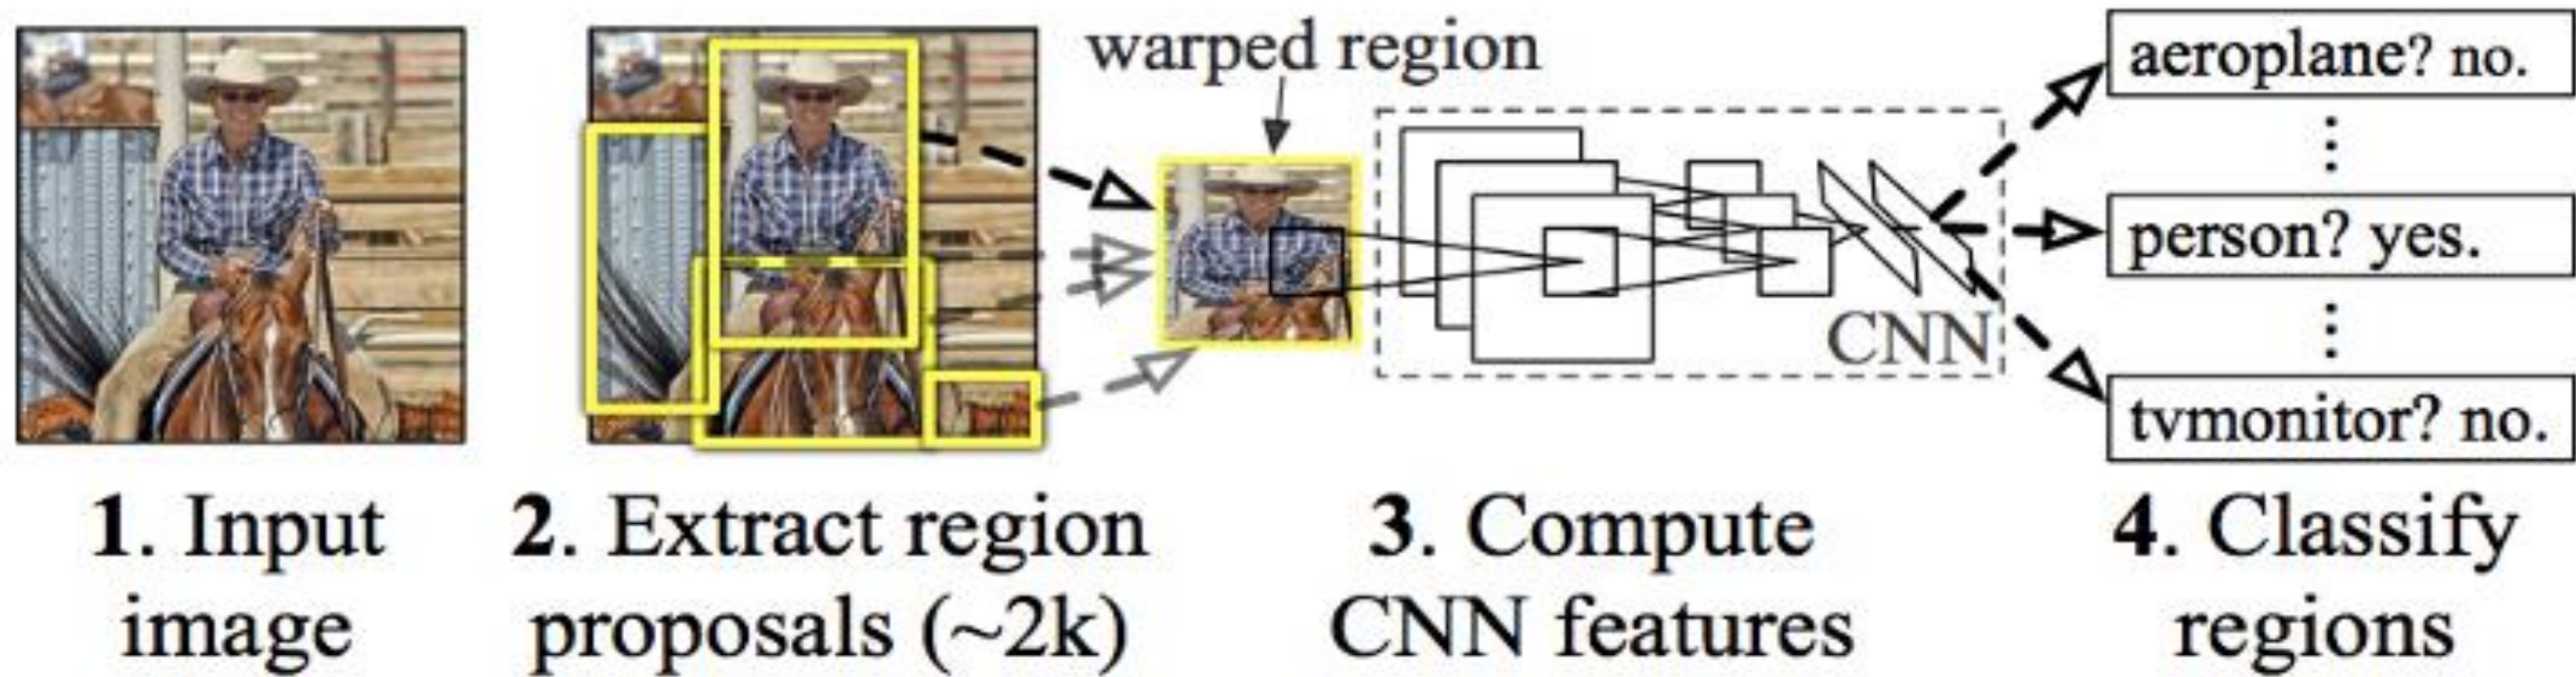 warped region
aeroplane? no.
person? yes.
tvmonitor? no.
CNN
1. Input
image
2. Extract region
proposals (~2k)
3. Compute
CNN features
4. Classify
regions